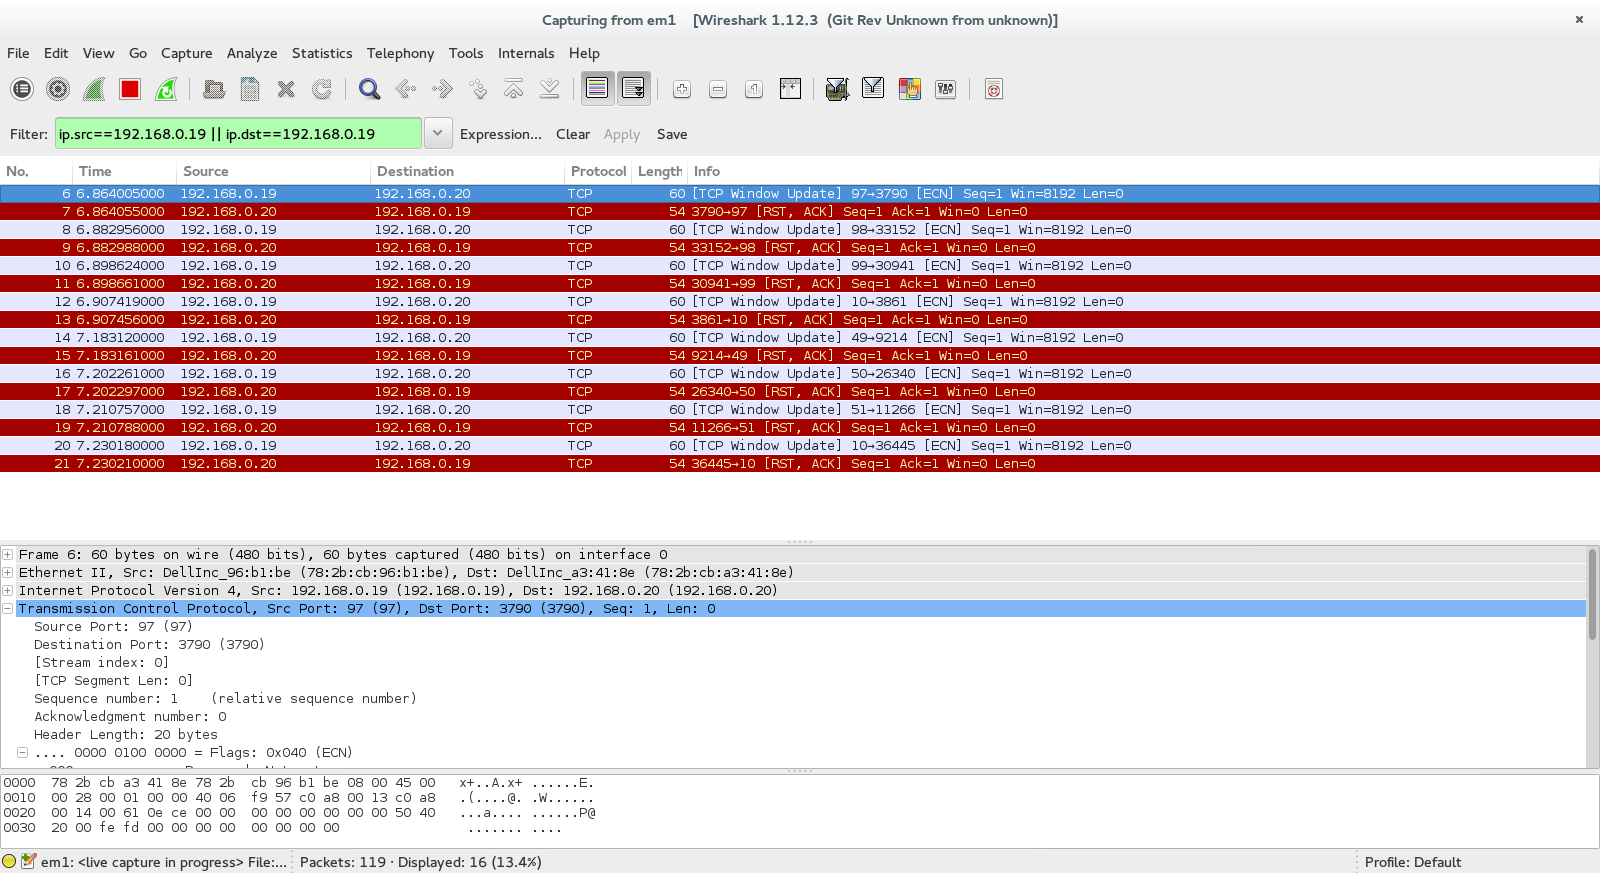 Capturing from em1 [Wireshark 1.12.3 (Git Rev Unknown from unknown)]
File Edit View Go Capture Analyze Statistics Telephony Tools Internals Help
Filter: ip.src==192.168.0.19 || ip.dst==192.168.0.19 Expression... Clear Apply Save
No. Time Source Destination Protocol Length Info
6 6.864005000 192.168.0.19 192.168.0.20 TCP 60 [TCP Window Update] 97→3790 [ECN] Seq=1 Win=8192 Len=0
7 6.864055000 192.168.0.20 192.168.0.19 TCP 54 3790→97 [RST, ACK] Seq=1 Ack=1 Win=0 Len=0
8 6.882956000 192.168.0.19 192.168.0.20 TCP 60 [TCP Window Update] 98→33152 [ECN] Seq=1 Win=8192 Len=0
9 6.882988000 192.168.0.20 192.168.0.19 TCP 54 33152→98 [RST, ACK] Seq=1 Ack=1 Win=0 Len=0
10 6.898624000 192.168.0.19 192.168.0.20 TCP 60 [TCP Window Update] 99→30941 [ECN] Seq=1 Win=8192 Len=0
11 6.898661000 192.168.0.20 192.168.0.19 TCP 54 30941→99 [RST, ACK] Seq=1 Ack=1 Win=0 Len=0
12 6.907419000 192.168.0.19 192.168.0.20 TCP 60 [TCP Window Update] 10→3861 [ECN] Seq=1 Win=8192 Len=0
13 6.907456000 192.168.0.20 192.168.0.19 TCP 54 3861→10 [RST, ACK] Seq=1 Ack=1 Win=0 Len=0
14 7.183120000 192.168.0.19 192.168.0.20 TCP 60 [TCP Window Update] 49→9214 [ECN] Seq=1 Win=8192 Len=0
15 7.183161000 192.168.0.20 192.168.0.19 TCP 54 9214→49 [RST, ACK] Seq=1 Ack=1 Win=0 Len=0
16 7.202261000 192.168.0.19 192.168.0.20 TCP 60 [TCP Window Update] 50→26340 [ECN] Seq=1 Win=8192 Len=0
17 7.202297000 192.168.0.20 192.168.0.19 TCP 54 26340→50 [RST, ACK] Seq=1 Ack=1 Win=0 Len=0
18 7.210757000 192.168.0.19 192.168.0.20 TCP 60 [TCP Window Update] 51→11266 [ECN] Seq=1 Win=8192 Len=0
19 7.210788000 192.168.0.20 192.168.0.19 TCP 54 11266→51 [RST, ACK] Seq=1 Ack=1 Win=0 Len=0
20 7.230180000 192.168.0.19 192.168.0.20 TCP 60 [TCP Window Update] 10→36445 [ECN] Seq=1 Win=8192 Len=0
21 7.230210000 192.168.0.20 192.168.0.19 TCP 54 36445→10 [RST, ACK] Seq=1 Ack=1 Win=0 Len=0
Frame 6: 60 bytes on wire (480 bits), 60 bytes captured (480 bits) on interface 0
Ethernet II, Src: DellInc_96:b1:be (78:2b:cb:96:b1:be), Dst: DellInc_a3:41:8e (78:2b:cb:a3:41:8e)
Internet Protocol Version 4, Src: 192.168.0.19 (192.168.0.19), Dst: 192.168.0.20 (192.168.0.20)
Transmission Control Protocol, Src Port: 97 (97), Dst Port: 3790 (3790), Seq: 1, Len: 0
Source Port: 97 (97)
Destination Port: 3790 (3790)
[Stream index: 0]
[TCP Segment Len: 0]
Sequence number: 1 (relative sequence number)
Acknowledgment number: 0
Header Length: 20 bytes
.... 0000 0100 0000 = Flags: 0x040 (ECN)
0000 78 2b cb a3 41 8e 78 2b cb 96 b1 be 08 00 45 00 x+..A.x+ ......E.
0010 00 28 00 01 00 00 40 06 f9 57 c0 a8 00 13 c0 a8 .(....@. .W......
0020 00 14 00 61 0e ce 00 00 00 00 00 00 00 00 50 40 ...a.... ......P@
0030 20 00 fe fd 00 00 00 00 00 00 00 00 ....... ....
em1: <live capture in progress> File:... Packets: 119 · Displayed: 16 (13.4%) Profile: Default